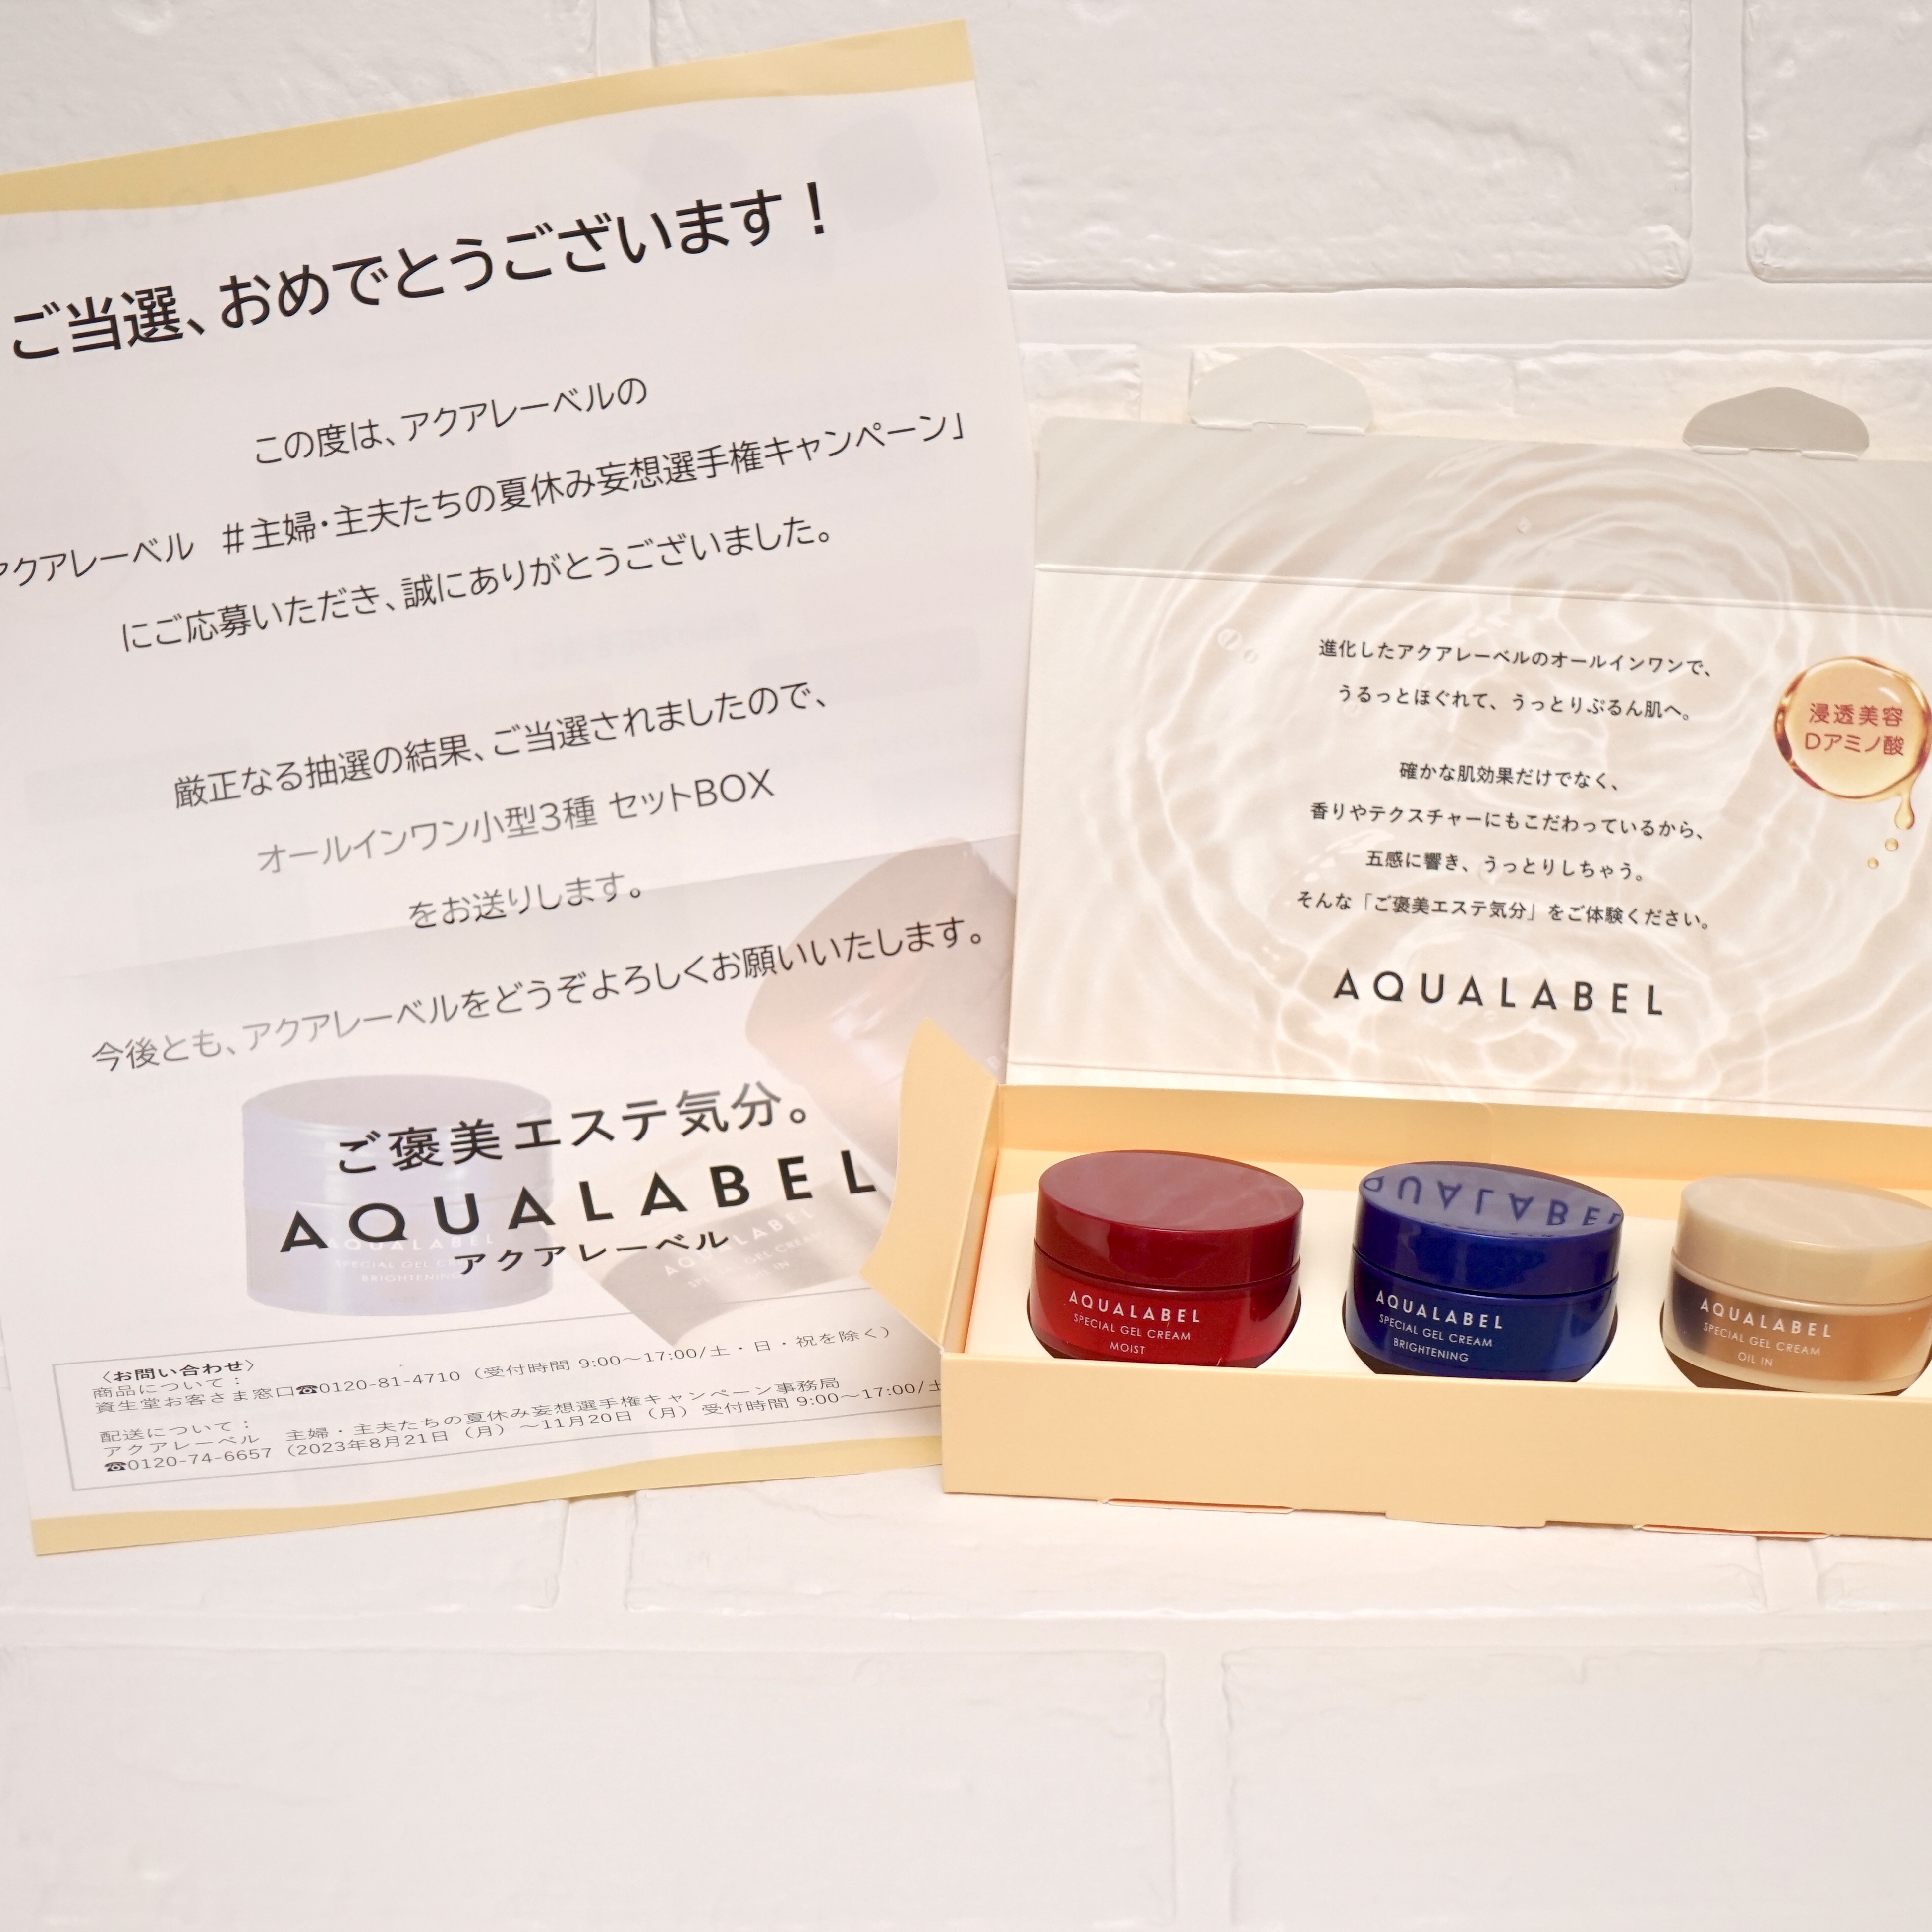 ご当選、おめでとうございます！
この度は、アクアレーベルの
アクアレーベル #主婦・主夫たちの夏休み妄想選手権キャンペーン」
にご応募いただき、誠にありがとうございました。
厳正なる抽選の結果、ご当選されましたので、
オールインワン小型3種 セットBOX
をお送りします。
今後とも、アクアレーベルをどうぞよろしくお願いいたします。
ご褒美エステ気分。
AQUALABEL
アクアレーベル
AQUALABEL
SPECIAL GEL
BRIGHTENING
AQUALABEL
SPECIAL GEL CREAM
OIL IN
〈お問い合わせ〉
商品について：
資生堂お客さま窓口☎0120-81-4710（受付時間 9:00～17:00/土・日・祝を除く）
配送について：
アクアレーベル 主婦・主夫たちの夏休み妄想選手権キャンペーン事務局
☎0120-74-6657（2023年8月21日（月）～11月20日（月）受付時間 9:00～17:00/土
進化したアクアレーベルのオールインワンで、
うるっとほぐれて、うっとりぷるん肌へ。
確かな肌効果だけでなく、
香りやテクスチャーにもこだわっているから、
五感に響き、うっとりしちゃう。
そんな「ご褒美エステ気分」をご体験ください。
AQUALABEL
浸透美容
Dアミノ酸
AQUALABEL
SPECIAL GEL CREAM
MOIST
AQUALABEL
SPECIAL GEL CREAM
BRIGHTENING
AQUALABEL
SPECIAL GEL CREAM
OIL IN